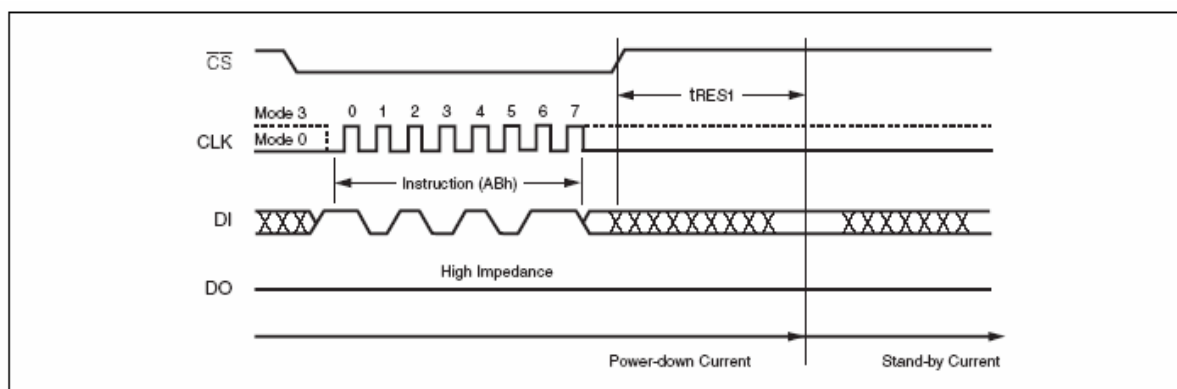 CS
tRES1
Mode 3 0 1 2 3 4 5 6 7
CLK Mode 0
Instruction (ABh)
DI
High Impedance
DO
Power-down Current Stand-by Current